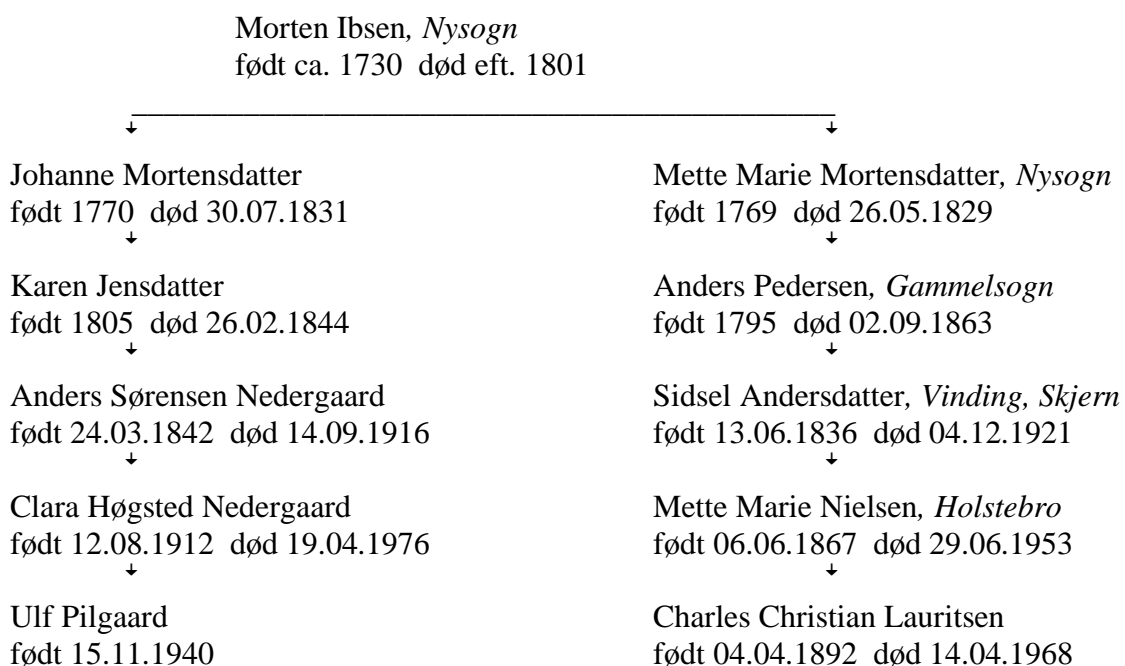 Morten Ibsen, Nysogn
født ca. 1730 død eft. 1801
Johanne Mortensdatter
født 1770 død 30.07.1831
Mette Marie Mortensdatter, Nysogn
født 1769 død 26.05.1829
Karen Jensdatter
født 1805 død 26.02.1844
Anders Pedersen, Gammelsogn
født 1795 død 02.09.1863
Anders Sørensen Nedergaard
født 24.03.1842 død 14.09.1916
Sidsel Andersdatter, Vinding, Skjern
født 13.06.1836 død 04.12.1921
Clara Høgsted Nedergaard
født 12.08.1912 død 19.04.1976
Mette Marie Nielsen, Holstebro
født 06.06.1867 død 29.06.1953
Ulf Pilgaard
født 15.11.1940
Charles Christian Lauritsen
født 04.04.1892 død 14.04.1968